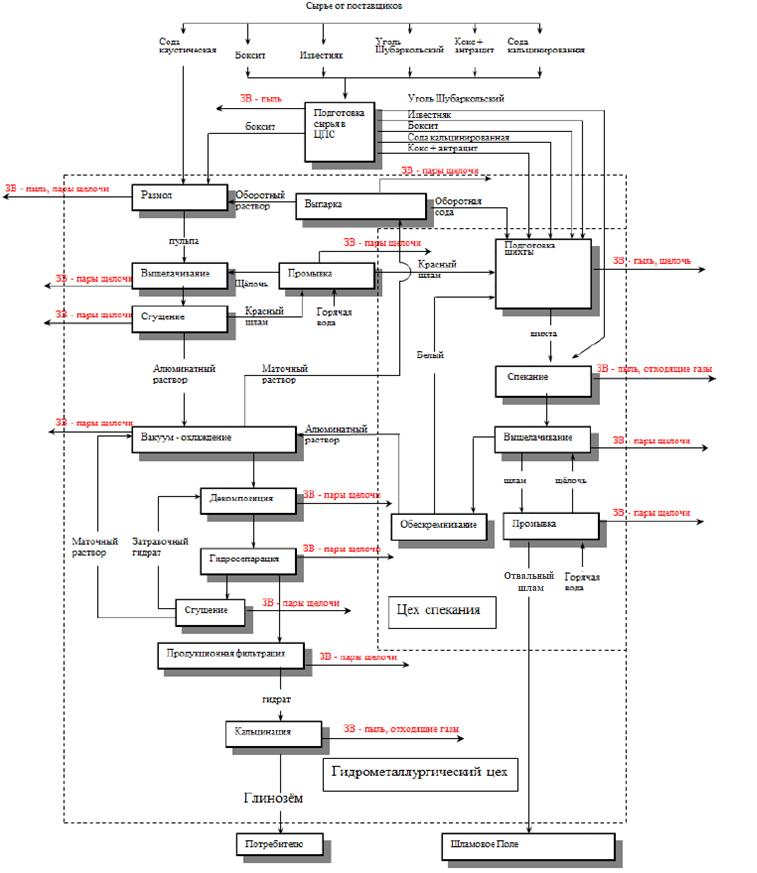 Сырье от поставщиков
Сода
каустическая
Боксит
Известняк
Уголь
Шубаркольский
Кокс +
антрацит
Сода
кальцинированная
ЗВ - пыль
Подготовка
сырья в
ЦПС
Уголь Шубаркольский
Известняк
Боксит
Сода кальцинированная
Кокс + антрацит
боксит
ЗВ - пыль, пары щелочи
Размол
Оборотный
раствор
Выпарка
ЗВ - пары щелочи
Оборотная
сода
пульпа
ЗВ - пары щелочи
Подготовка
шихты
ЗВ - пыль, щелочь
ЗВ - пары щелочи
Выщелачивание
Щёлочь
Промывка
Красный
шлам
ЗВ - пары щелочи
Сгущение
Красный
шлам
Горячая
вода
шихта
Белый
Алюминатный
раствор
Маточный
раствор
Спекание
ЗВ - пыль, отходящие газы
ЗВ - пары щелочи
Вакуум - охлаждение
Алюминатный
раствор
Выщелачивание
ЗВ - пары щелочи
шлам
щёлочь
Декомпозиция
ЗВ - пары щелочи
Обескремнивание
Промывка
ЗВ - пары щелочи
Маточный
раствор
Затравочный
гидрат
Гидросепарация
ЗВ - пары щелочи
Отвальный
шлам
Горячая
вода
Сгущение
ЗВ - пары щелочи
Цех спекания
Продукционная фильтрация
ЗВ - пары щелочи
гидрат
Кальцинация
ЗВ - пыль, отходящие газы
Гидрометаллургический цех
Глинозём
Потребителю
Шламовое Поле